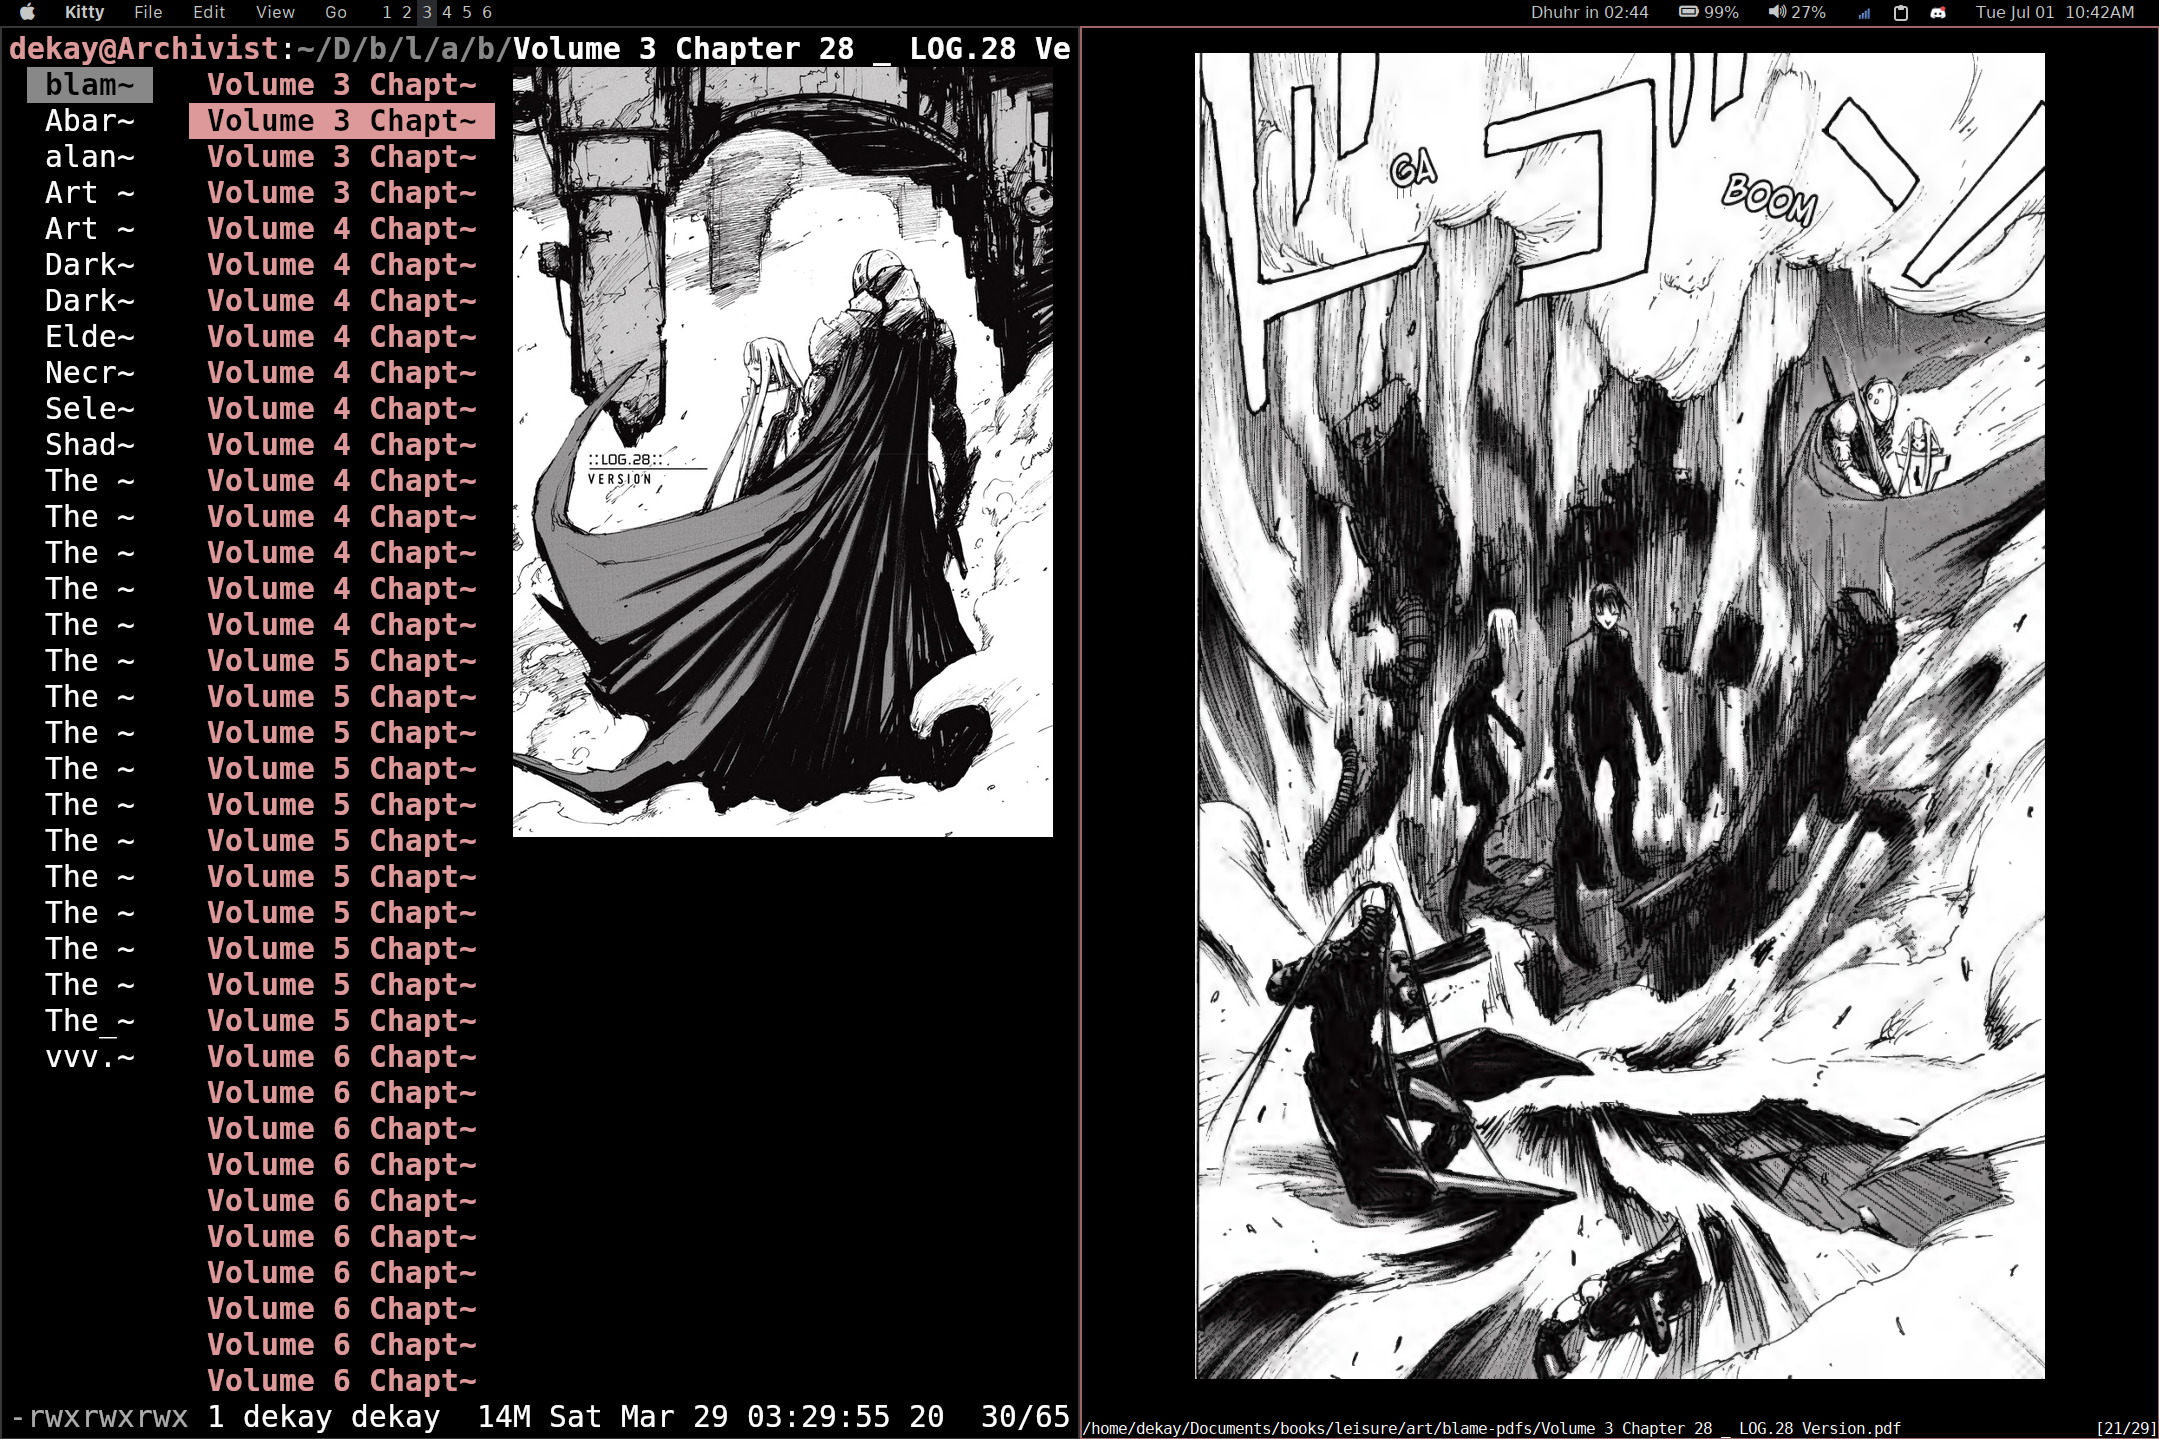 Kitty File Edit View Go 1 2 3 4 5 6 Dhuhr in 02:44 99% 27% Tue Jul 01 10:42AM
dekay@Archivist:~/D/b/l/a/b/Volume 3 Chapter 28 _ LOG.28 Ve
blam~ Volume 3 Chapt~
Abar~ Volume 3 Chapt~
alan~ Volume 3 Chapt~
Art ~ Volume 3 Chapt~
Art ~ Volume 4 Chapt~
Dark~ Volume 4 Chapt~
Dark~ Volume 4 Chapt~
Elde~ Volume 4 Chapt~
Necr~ Volume 4 Chapt~
Sele~ Volume 4 Chapt~
Shad~ Volume 4 Chapt~
The ~ Volume 4 Chapt~
The ~ Volume 4 Chapt~
The ~ Volume 4 Chapt~
The ~ Volume 4 Chapt~
The ~ Volume 4 Chapt~
The ~ Volume 5 Chapt~
The ~ Volume 5 Chapt~
The ~ Volume 5 Chapt~
The ~ Volume 5 Chapt~
The ~ Volume 5 Chapt~
The ~ Volume 5 Chapt~
The ~ Volume 5 Chapt~
The ~ Volume 5 Chapt~
The ~ Volume 5 Chapt~
The ~ Volume 5 Chapt~
The_~ Volume 5 Chapt~
vvv.~ Volume 6 Chapt~
Volume 6 Chapt~
Volume 6 Chapt~
Volume 6 Chapt~
Volume 6 Chapt~
Volume 6 Chapt~
Volume 6 Chapt~
Volume 6 Chapt~
Volume 6 Chapt~
Volume 6 Chapt~
-rwxrwxrwx 1 dekay dekay 14M Sat Mar 29 03:29:55 20 30/65
::LOG.28::
VERSION
GA
BOOM
/home/dekay/Documents/books/leisure/art/blame-pdfs/Volume 3 Chapter 28 _ LOG.28 Version.pdf [21/29]